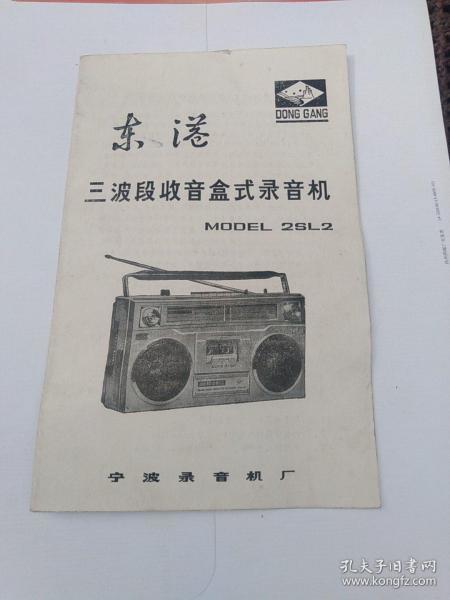 DONG GANG
东港
三波段收音盒式录音机
MODEL 2SL2
宁波录音机厂
孔夫子旧书网
www.kongfz.com